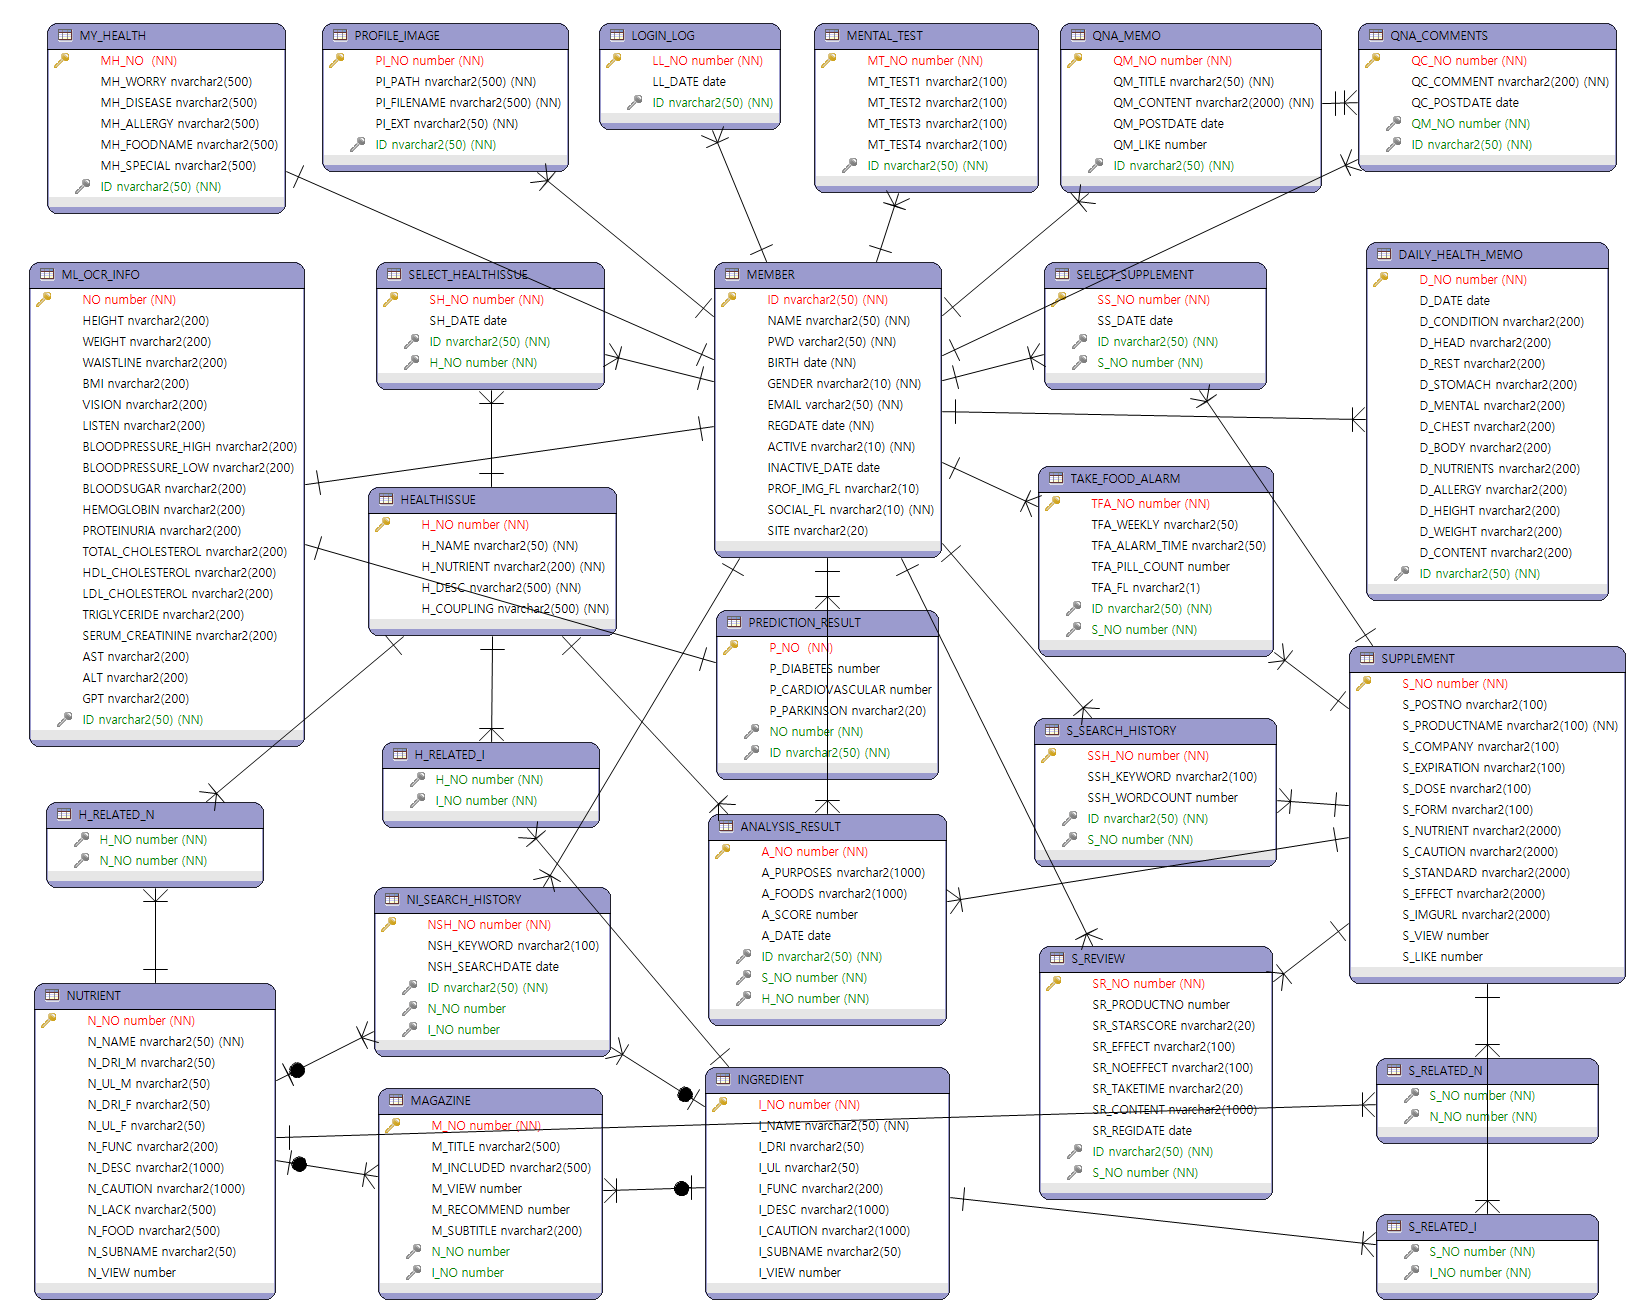 MY_HEALTH
MH_NO  (NN)
MH_WORRY nvarchar2(500)
MH_DISEASE nvarchar2(500)
MH_ALLERGY nvarchar2(500)
MH_FOODNAME nvarchar2(500)
MH_SPECIAL nvarchar2(500)
ID nvarchar2(50) (NN)
PROFILE_IMAGE
PI_NO number (NN)
PI_PATH nvarchar2(500) (NN)
PI_FILENAME nvarchar2(500) (NN)
PI_EXT nvarchar2(50) (NN)
ID nvarchar2(50) (NN)
LOGIN_LOG
LL_NO number (NN)
LL_DATE date
ID nvarchar2(50) (NN)
MENTAL_TEST
MT_NO number (NN)
MT_TEST1 nvarchar2(100)
MT_TEST2 nvarchar2(100)
MT_TEST3 nvarchar2(100)
MT_TEST4 nvarchar2(100)
ID nvarchar2(50) (NN)
QNA_MEMO
QM_NO number (NN)
QM_TITLE nvarchar2(50) (NN)
QM_CONTENT nvarchar2(2000) (NN)
QM_POSTDATE date
QM_LIKE number
ID nvarchar2(50) (NN)
QNA_COMMENTS
QC_NO number (NN)
QC_COMMENT nvarchar2(200) (NN)
QC_POSTDATE date
QM_NO number (NN)
ID nvarchar2(50) (NN)
ML_OCR_INFO
NO number (NN)
HEIGHT nvarchar2(200)
WEIGHT nvarchar2(200)
WAISTLINE nvarchar2(200)
BMI nvarchar2(200)
VISION nvarchar2(200)
LISTEN nvarchar2(200)
BLOODPRESSURE_HIGH nvarchar2(200)
BLOODPRESSURE_LOW nvarchar2(200)
BLOODSUGAR nvarchar2(200)
HEMOGLOBIN nvarchar2(200)
PROTEINURIA nvarchar2(200)
TOTAL_CHOLESTEROL nvarchar2(200)
HDL_CHOLESTEROL nvarchar2(200)
LDL_CHOLESTEROL nvarchar2(200)
TRIGLYCERIDE nvarchar2(200)
SERUM_CREATININE nvarchar2(200)
AST nvarchar2(200)
ALT nvarchar2(200)
GPT nvarchar2(200)
ID nvarchar2(50) (NN)
SELECT_HEALTHISSUE
SH_NO number (NN)
SH_DATE date
ID nvarchar2(50) (NN)
H_NO number (NN)
MEMBER
ID nvarchar2(50) (NN)
NAME nvarchar2(50) (NN)
PWD varchar2(50) (NN)
BIRTH date (NN)
GENDER nvarchar2(10) (NN)
EMAIL varchar2(50) (NN)
REGDATE date (NN)
ACTIVE nvarchar2(10) (NN)
INACTIVE_DATE date
PROF_IMG_FL nvarchar2(10)
SOCIAL_FL nvarchar2(10) (NN)
SITE nvarchar2(20)
SELECT_SUPPLEMENT
SS_NO number (NN)
SS_DATE date
ID nvarchar2(50) (NN)
S_NO number (NN)
DAILY_HEALTH_MEMO
D_NO number (NN)
D_DATE date
D_CONDITION nvarchar2(200)
D_HEAD nvarchar2(200)
D_REST nvarchar2(200)
D_STOMACH nvarchar2(200)
D_MENTAL nvarchar2(200)
D_CHEST nvarchar2(200)
D_BODY nvarchar2(200)
D_NUTRIENTS nvarchar2(200)
D_ALLERGY nvarchar2(200)
D_HEIGHT nvarchar2(200)
D_WEIGHT nvarchar2(200)
D_CONTENT nvarchar2(200)
ID nvarchar2(50) (NN)
HEALTHISSUE
H_NO number (NN)
H_NAME nvarchar2(50) (NN)
H_NUTRIENT nvarchar2(200) (NN)
H_DESC nvarchar2(500) (NN)
H_COUPLING nvarchar2(500) (NN)
TAKE_FOOD_ALARM
TFA_NO number (NN)
TFA_WEEKLY nvarchar2(50)
TFA_ALARM_TIME nvarchar2(50)
TFA_PILL_COUNT number
TFA_FL nvarchar2(1)
ID nvarchar2(50) (NN)
S_NO number (NN)
PREDICTION_RESULT
P_NO  (NN)
P_DIABETES number
P_CARDIOVASCULAR number
P_PARKINSON nvarchar2(20)
NO number (NN)
ID nvarchar2(50) (NN)
SUPPLEMENT
S_NO number (NN)
S_POSTNO nvarchar2(100)
S_PRODUCTNAME nvarchar2(100) (NN)
S_COMPANY nvarchar2(100)
S_EXPIRATION nvarchar2(100)
S_DOSE nvarchar2(100)
S_FORM nvarchar2(100)
S_NUTRIENT nvarchar2(2000)
S_CAUTION nvarchar2(2000)
S_STANDARD nvarchar2(2000)
S_EFFECT nvarchar2(2000)
S_IMGURL nvarchar2(2000)
S_VIEW number
S_LIKE number
S_SEARCH_HISTORY
SSH_NO number (NN)
SSH_KEYWORD nvarchar2(100)
SSH_WORDCOUNT number
ID nvarchar2(50) (NN)
S_NO number (NN)
H_RELATED_I
H_NO number (NN)
I_NO number (NN)
H_RELATED_N
H_NO number (NN)
N_NO number (NN)
ANALYSIS_RESULT
A_NO number (NN)
A_PURPOSES nvarchar2(1000)
A_FOODS nvarchar2(1000)
A_SCORE number
A_DATE date
ID nvarchar2(50) (NN)
S_NO number (NN)
H_NO number (NN)
NI_SEARCH_HISTORY
NSH_NO number (NN)
NSH_KEYWORD nvarchar2(100)
NSH_SEARCHDATE date
ID nvarchar2(50) (NN)
N_NO number
I_NO number
S_REVIEW
SR_NO number (NN)
SR_PRODUCTNO number
SR_STARSCORE nvarchar2(20)
SR_EFFECT nvarchar2(100)
SR_NOEFFECT nvarchar2(100)
SR_TAKETIME nvarchar2(20)
SR_CONTENT nvarchar2(1000)
SR_REGIDATE date
ID nvarchar2(50) (NN)
S_NO number (NN)
NUTRIENT
N_NO number (NN)
N_NAME nvarchar2(50) (NN)
N_DRI_M nvarchar2(50)
N_UL_M nvarchar2(50)
N_DRI_F nvarchar2(50)
N_UL_F nvarchar2(50)
N_FUNC nvarchar2(200)
N_DESC nvarchar2(1000)
N_CAUTION nvarchar2(1000)
N_LACK nvarchar2(500)
N_FOOD nvarchar2(500)
N_SUBNAME nvarchar2(50)
N_VIEW number
MAGAZINE
M_NO number (NN)
M_TITLE nvarchar2(500)
M_INCLUDED nvarchar2(500)
M_VIEW number
M_RECOMMEND number
M_SUBTITLE nvarchar2(200)
N_NO number
I_NO number
INGREDIENT
I_NO number (NN)
I_NAME nvarchar2(50) (NN)
I_DRI nvarchar2(50)
I_UL nvarchar2(50)
I_FUNC nvarchar2(200)
I_DESC nvarchar2(1000)
I_CAUTION nvarchar2(1000)
I_SUBNAME nvarchar2(50)
I_VIEW number
S_RELATED_N
S_NO number (NN)
N_NO number (NN)
S_RELATED_I
S_NO number (NN)
I_NO number (NN)